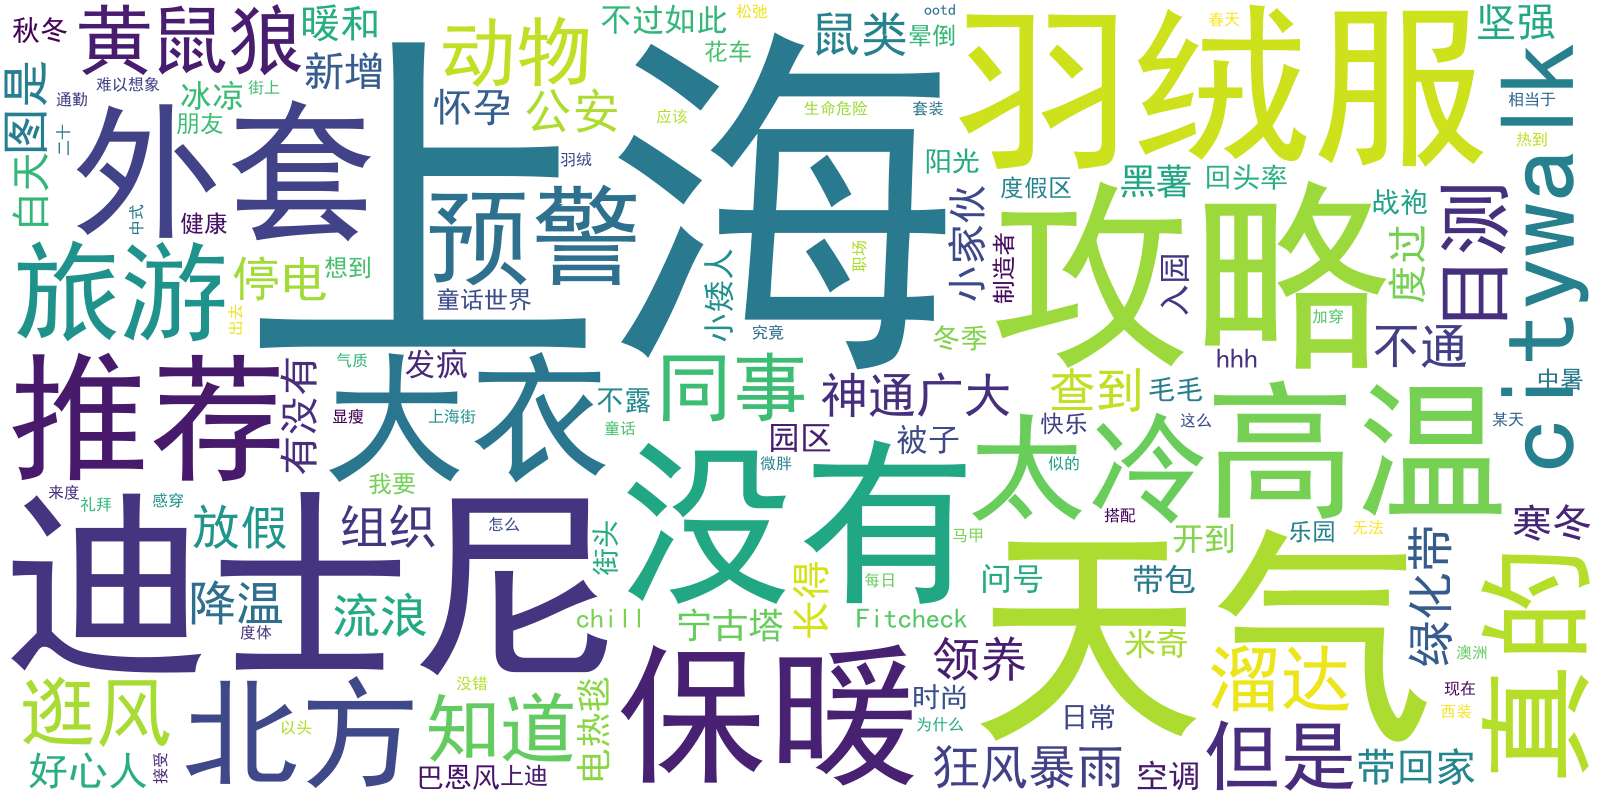 上海
羽绒服
攻略
天气
迪士尼
没有
保暖
外套
大衣
推荐
高温
太冷
预警
旅游
北方
真的
citywalk
黄鼠狼
动物
但是
目测
同事
知道
溜达
逛风
神通广大
狂风暴雨
秋冬
暖和
不过如此
松弛
ootd
鼠类
晕倒
春天
坚强
花车
新增
难以想象
冰凉
街上
通勤
朋友
二十
图是
怀孕
公安
应该
生命危险
套装
相当于
热到
羽绒
阳光
度假区
黑薯
回头率
战袍
白天
中式
健康
停电
想到
出去
童话世界
小矮人
究竟
职场
小家伙
制造者
入园
度过
加穿
冬季
不通
hhh
中暑
气质
发疯
有没有
显瘦
上海街
不露
童话
查到
毛毛
快乐
这么
某天
园区
被子
微胖
似的
我要
来度
礼拜
感穿
搭配
放假
组织
怎么
街头
马甲
开到
乐园
无法
寒冬
绿化带
降温
流浪
度体
每日
问号
带包
长得
chill
宁古塔
Fitcheck
米奇
澳洲
领养
没错
电热毯
时尚
为什么
日常
现在
西装
以头
好心人
接受
巴恩风上迪
空调
带回家